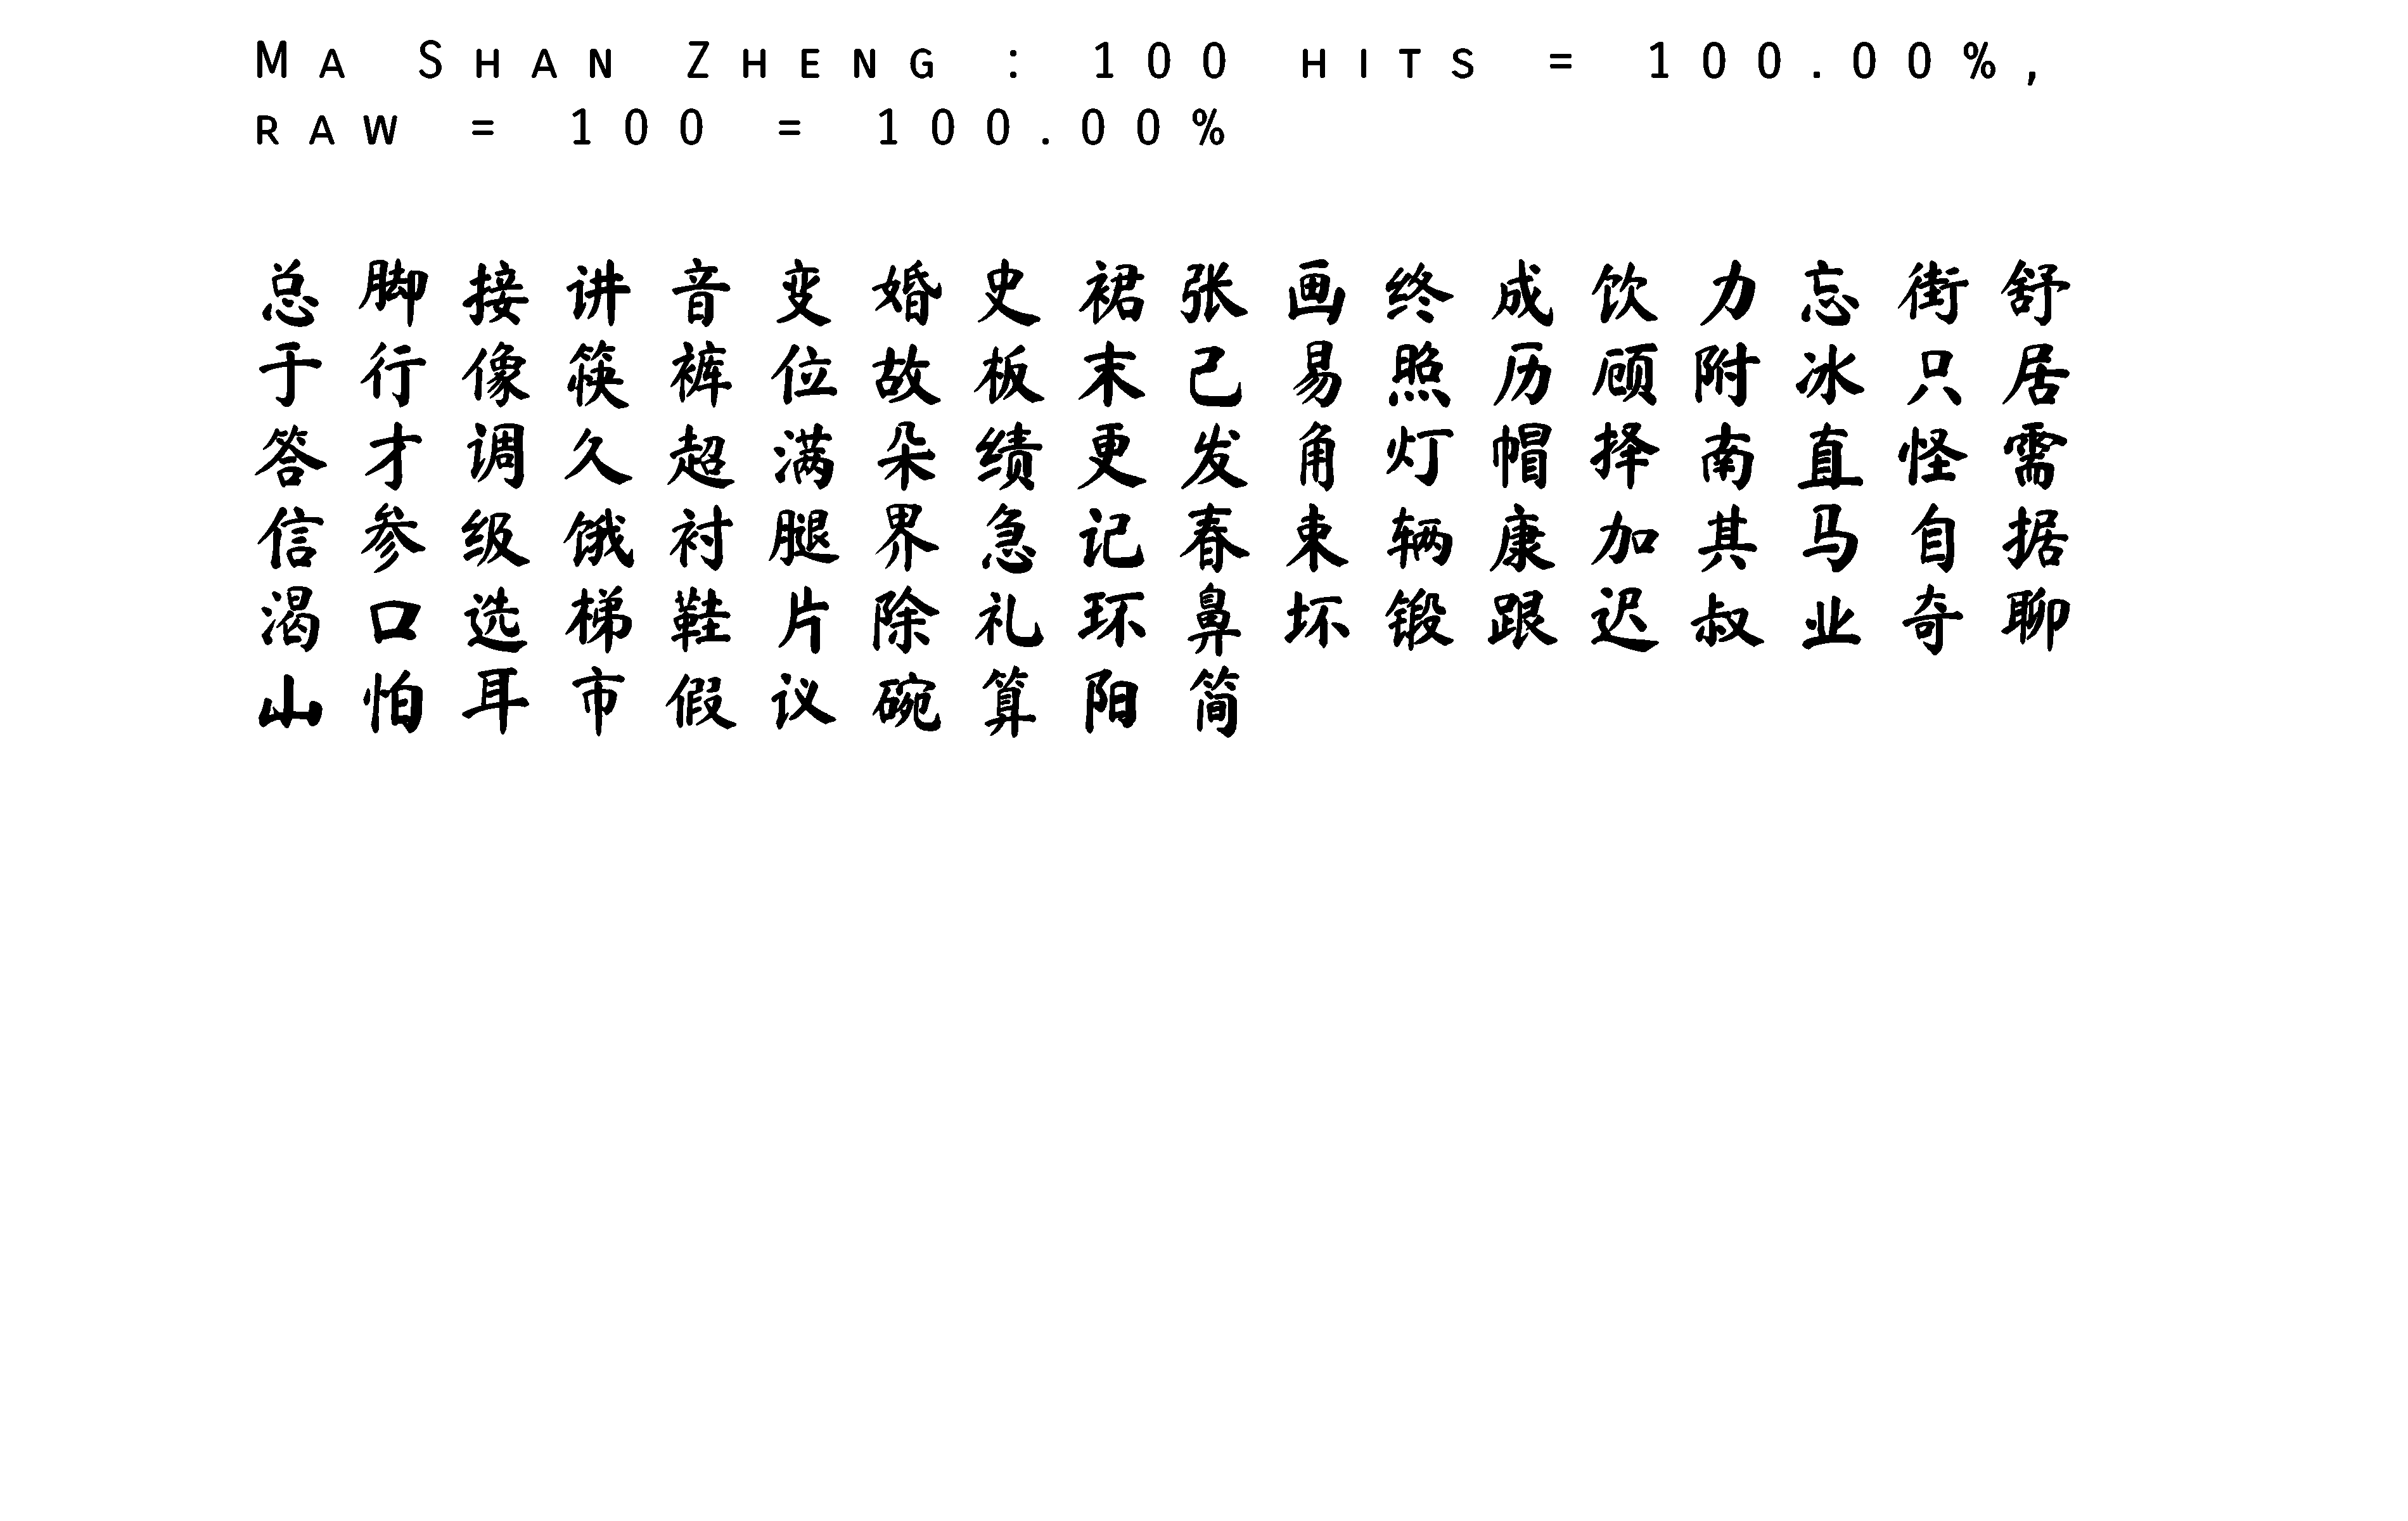 Ma Shan Zheng : 100 hits = 100.00%,
raw = 100 = 100.00%
总脚接讲音变婚史裙张画终成饮力忘街舒
于行像筷裤位故板末己易照历顾附冰只居
答才调久超满朵绩更发角灯帽择南直怪需
信参级饿衬腿界急记春束辆康加其马自据
渴口选梯鞋片除礼环鼻坏锻跟迟叔业奇聊
山怕耳市假议碗算阳简